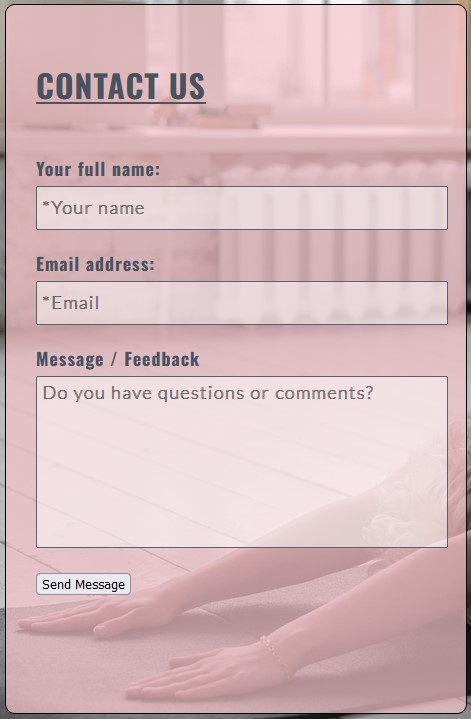 CONTACT US
Your full name:
*Your name
Email address:
*Email
Message / Feedback
Do you have questions or comments?
Send Message